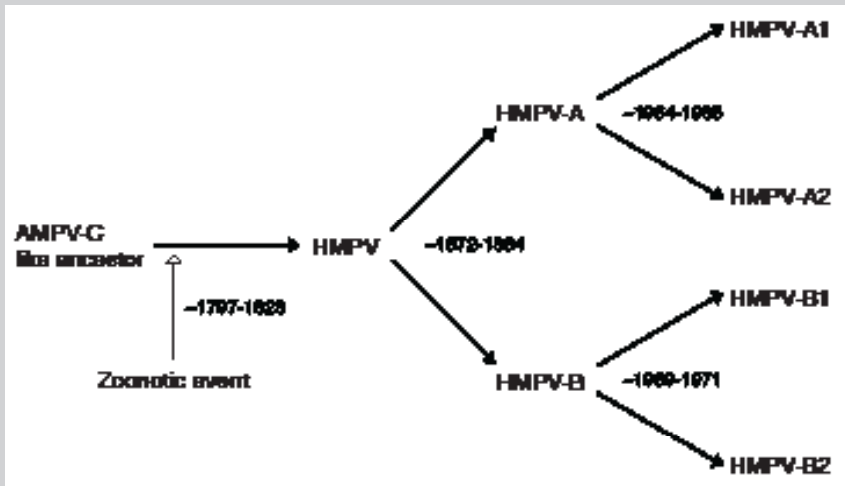 HMPV-A1
HMPV-A
HMPV-A2
AMPV-C
like ancestor
HMPV
HMPV-B1
Zoonotic event
HMPV-B
~1969-1971
HMPV-B2